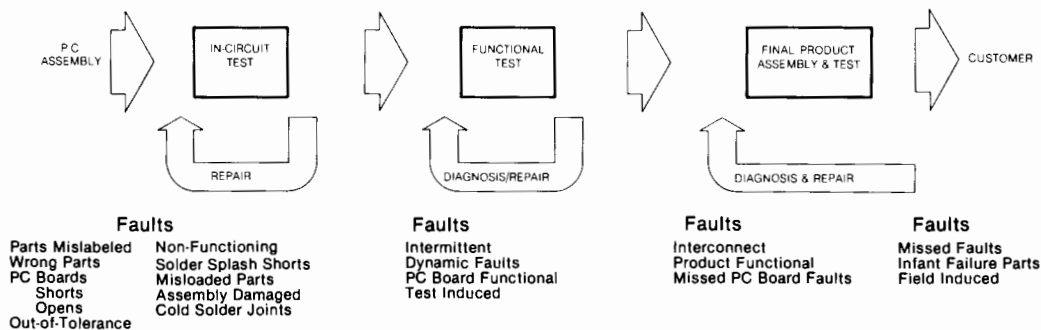 PC
ASSEMBLY
IN-CIRCUIT
TEST
FUNCTIONAL
TEST
FINAL PRODUCT
ASSEMBLY & TEST
CUSTOMER
REPAIR
DIAGNOSIS/REPAIR
DIAGNOSIS & REPAIR
Faults
Parts Mislabeled
Wrong Parts
PC Boards
Shorts
Opens
Out-of-Tolerance
Non-Functioning
Solder Splash Shorts
Misloaded Parts
Assembly Damaged
Cold Solder Joints
Faults
Intermittent
Dynamic Faults
PC Board Functional
Test Induced
Faults
Interconnect
Product Functional
Missed PC Board Faults
Faults
Missed Faults
Infant Failure Parts
Field Induced